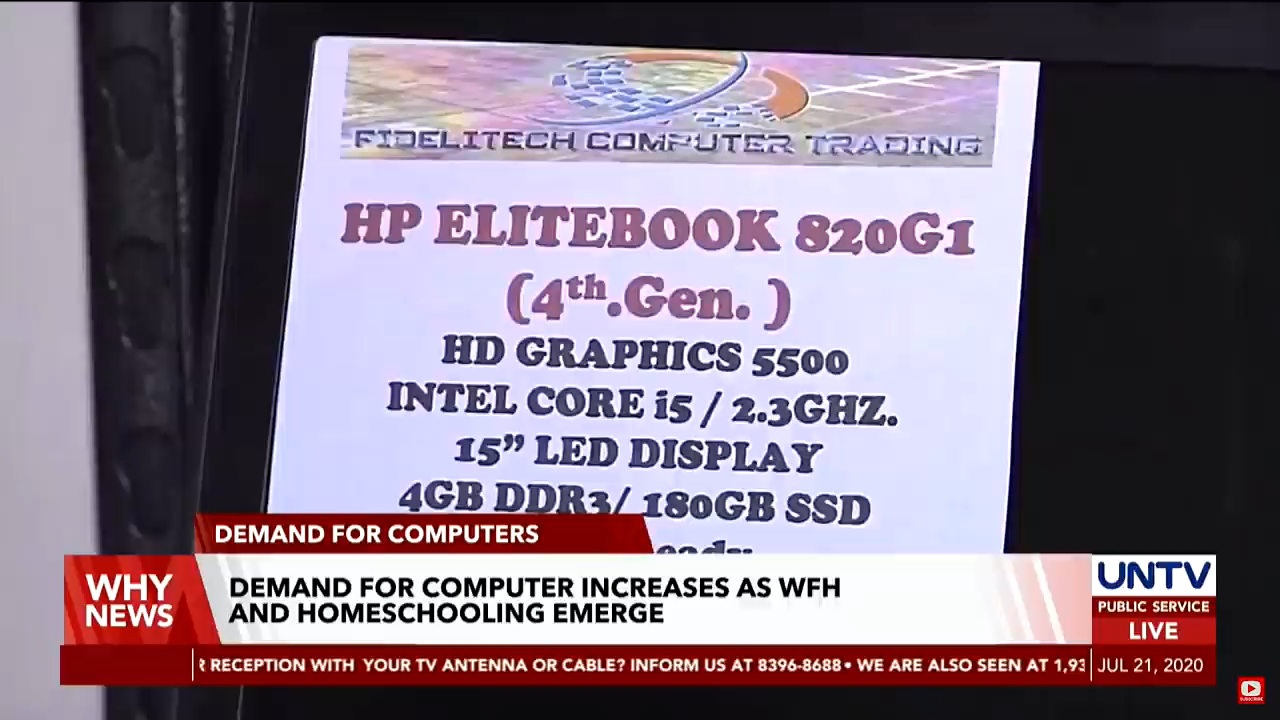 FIDELITECH COMPUTER TRADING
HP ELITEBOOK 820G1
(4th.Gen. )
HD GRAPHICS 5500
INTEL CORE i5 / 2.3GHZ.
15” LED DISPLAY
4GB DDR3/ 180GB SSD
DEMAND FOR COMPUTERS
WHY
NEWS
DEMAND FOR COMPUTER INCREASES AS WFH
AND HOMESCHOOLING EMERGE
UNTV
PUBLIC SERVICE
LIVE
RECEPTION WITH YOUR TV ANTENNA OR CABLE? INFORM US AT 8396-8688 • WE ARE ALSO SEEN AT 1,93
JUL 21, 2020
SUBSCRIBE